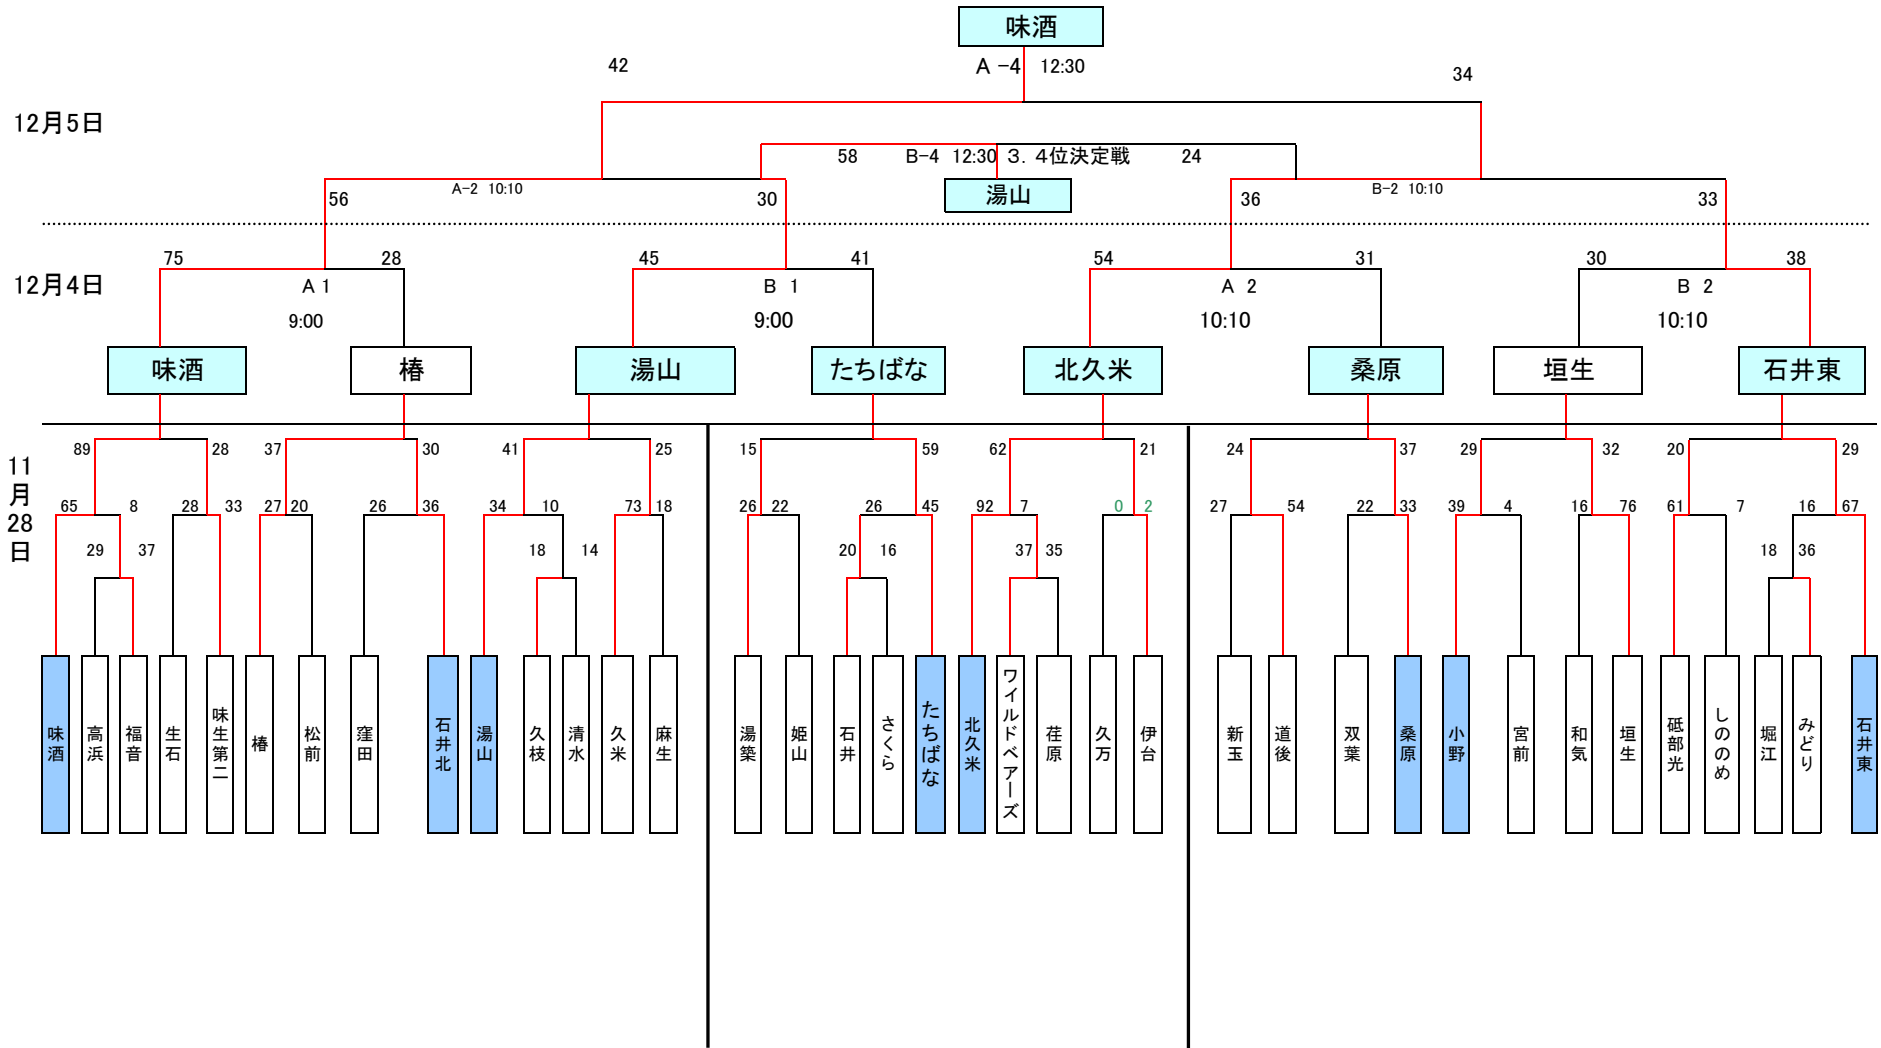 味酒
42
A -4 12:30
34
12月5日
58
B-4 12:30 3．4位決定戦
24
A-2 10:10
湯山
B-2 10:10
56
30
36
33
12月4日
75
28
45
41
54
31
30
38
A 1
B 1
A 2
B 2
9:00
9:00
10:10
10:10
味酒
椿
湯山
たちばな
北久米
桑原
垣生
石井東
11月28日
89
28
37
30
41
25
15
59
62
21
24
37
29
32
20
29
65
8
28
33
27
20
26
36
34
10
73
18
26
22
26
45
92
7
0
2
27
54
22
33
39
4
16
76
61
7
16
67
29
37
18
14
20
16
37
35
18
36
味酒
高浜
福音
生石
味生第二
椿
松前
窪田
石井北
湯山
久枝
清水
久米
麻生
湯築
姫山
石井
さくら
たちばな
北久米
ワイルドベアーズ
荏原
久万
伊台
新玉
道後
双葉
桑原
小野
宮前
和気
垣生
砥部光
しののめ
堀江
みどり
石井東